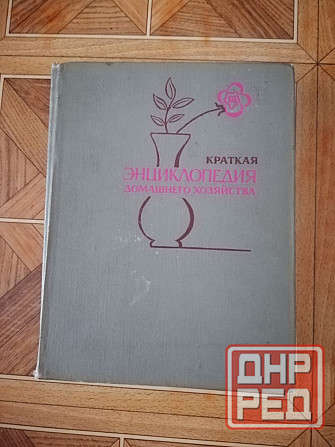 КРАТКАЯ
ЭНЦИКЛОПЕДИЯ
ДОМАШНЕГО ХОЗЯЙСТВА
ДНР
РЕД